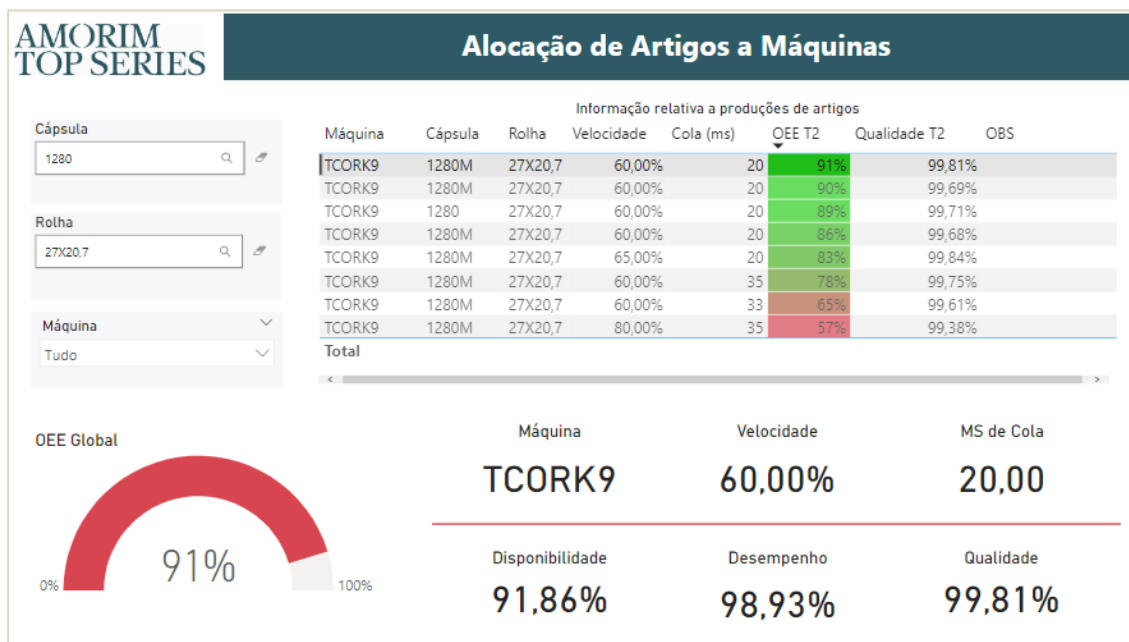 AMORIM
TOP SERIES
Alocação de Artigos a Máquinas
Cápsula
1280
Rolha
27X20,7
Máquina
Tudo
Informação relativa a produções de artigos
Máquina Cápsula Rolha Velocidade Cola (ms) OEE T2 Qualidade T2 OBS
TCORK9 1280M 27X20,7 60,00% 20 91% 99,81%
TCORK9 1280M 27X20,7 60,00% 20 90% 99,69%
TCORK9 1280 27X20,7 60,00% 20 89% 99,71%
TCORK9 1280M 27X20,7 60,00% 20 86% 99,68%
TCORK9 1280M 27X20,7 65,00% 20 83% 99,84%
TCORK9 1280M 27X20,7 60,00% 35 78% 99,75%
TCORK9 1280M 27X20,7 60,00% 33 65% 99,61%
TCORK9 1280M 27X20,7 80,00% 35 57% 99,38%
Total
OEE Global
91%
0% 100%
Máquina Velocidade MS de Cola
TCORK9 60,00% 20,00
Disponibilidade Desempenho Qualidade
91,86% 98,93% 99,81%